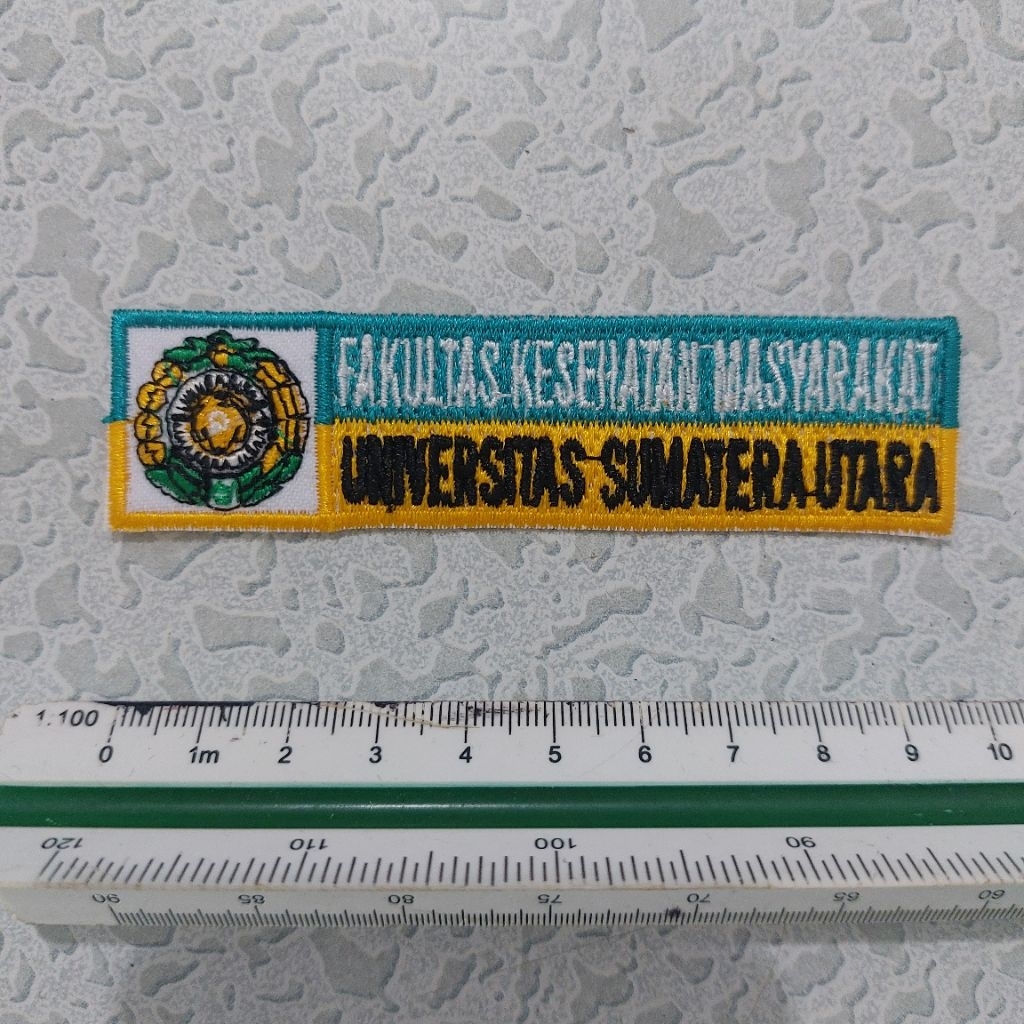 FAKULTAS KESEHATAN MASYARAKAT
UNIVERSITAS SUMATERA UTARA
1:100
0 1m 2 3 4 5 6 7 8 9 10
120 110 100 90
90 85 80 75 70 65 60